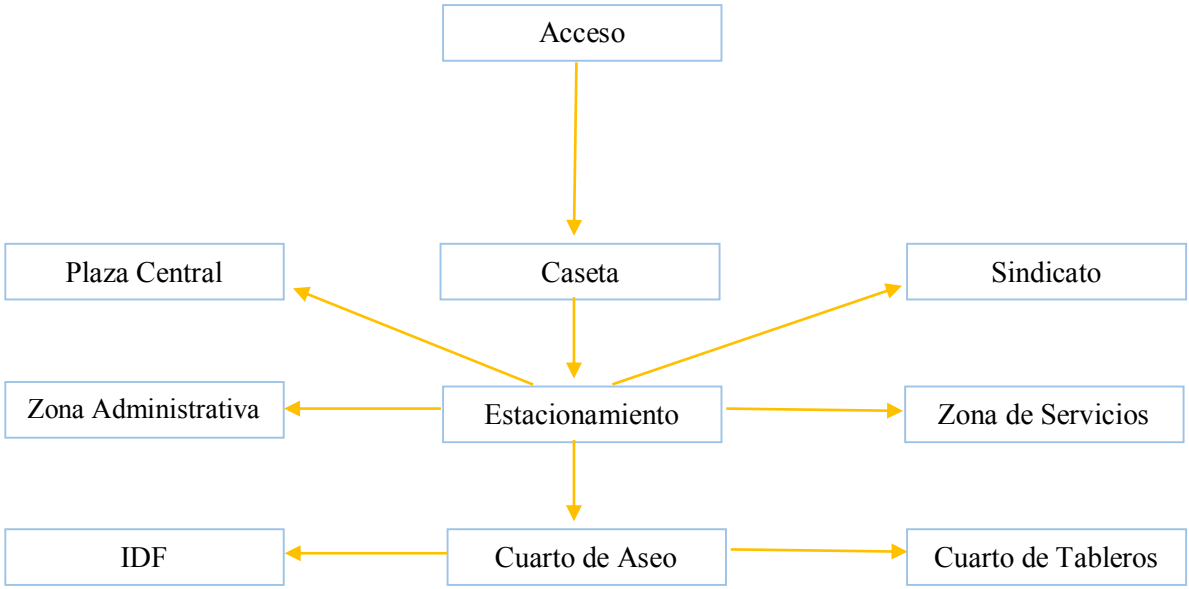 Acceso
Plaza Central
Caseta
Sindicato
Zona Administrativa
Estacionamiento
Zona de Servicios
IDF
Cuarto de Aseo
Cuarto de Tableros